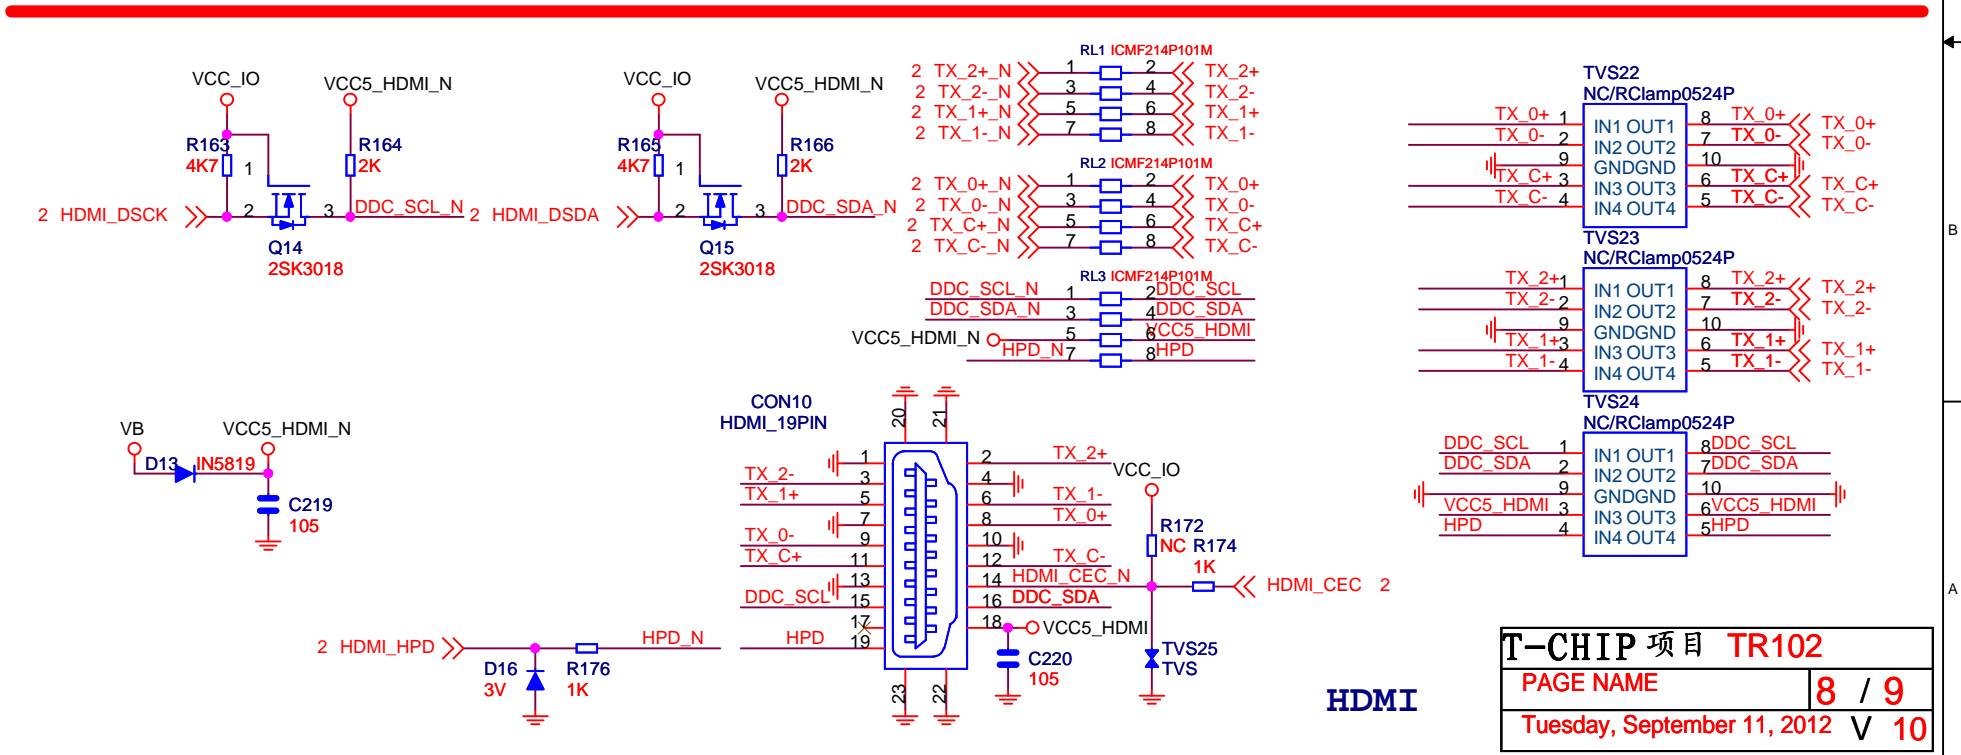 VCC_IO
VCC5_HDMI_N
R163
4K7
1
R164
2K
2 HDMI_DSCK
2
3
DDC_SCL_N
Q14
2SK3018
VCC_IO
VCC5_HDMI_N
R165
4K7
1
R166
2K
2 HDMI_DSDA
2
3
DDC_SDA_N
Q15
2SK3018
RL1 ICMF214P101M
2 TX_2+_N 1 2 TX_2+
2 TX_2-_N 3 4 TX_2-
2 TX_1+_N 5 6 TX_1+
2 TX_1-_N 7 8 TX_1-
RL2 ICMF214P101M
2 TX_0+_N 1 2 TX_0+
2 TX_0-_N 3 4 TX_0-
2 TX_C+_N 5 6 TX_C+
2 TX_C-_N 7 8 TX_C-
RL3 ICMF214P101M
DDC_SCL_N 1 2 DDC_SCL
DDC_SDA_N 3 4 DDC_SDA
VCC5_HDMI_N 5 6 VCC5_HDMI
HPD_N 7 8 HPD
TVS22
NC/RClamp0524P
TX_0+ 1 IN1 OUT1 8 TX_0+ TX_0+
TX_0- 2 IN2 OUT2 7 TX_0- TX_0-
9 GNDGND 10
TX_C+ 3 IN3 OUT3 6 TX_C+ TX_C+
TX_C- 4 IN4 OUT4 5 TX_C- TX_C-
TVS23
NC/RClamp0524P
TX_2+ 1 IN1 OUT1 8 TX_2+ TX_2+
TX_2- 2 IN2 OUT2 7 TX_2- TX_2-
9 GNDGND 10
TX_1+ 3 IN3 OUT3 6 TX_1+ TX_1+
TX_1- 4 IN4 OUT4 5 TX_1- TX_1-
TVS24
NC/RClamp0524P
DDC_SCL 1 IN1 OUT1 8 DDC_SCL
DDC_SDA 2 IN2 OUT2 7 DDC_SDA
9 GNDGND 10
VCC5_HDMI 3 IN3 OUT3 6 VCC5_HDMI
HPD 4 IN4 OUT4 5 HPD
B
A
VB
VCC5_HDMI_N
D13 IN5819
C219
105
CON10
HDMI_19PIN
20 21
1 2 TX_2+
TX_2- 3 4
TX_1+ 5 6 TX_1-
7 8 TX_0+
TX_0- 9 10
TX_C+ 11 12 TX_C-
13 14 HDMI_CEC_N
DDC_SCL 15 16 DDC_SDA
17 18 VCC5_HDMI
HPD 19
23 22
VCC_IO
R172
NC
R174
1K
HDMI_CEC 2
TVS25
TVS
C220
105
2 HDMI_HPD
HPD_N
D16
3V
R176
1K
HDMI
T-CHIP 项目 TR102
PAGE NAME 8 / 9
Tuesday, September 11, 2012 V 10